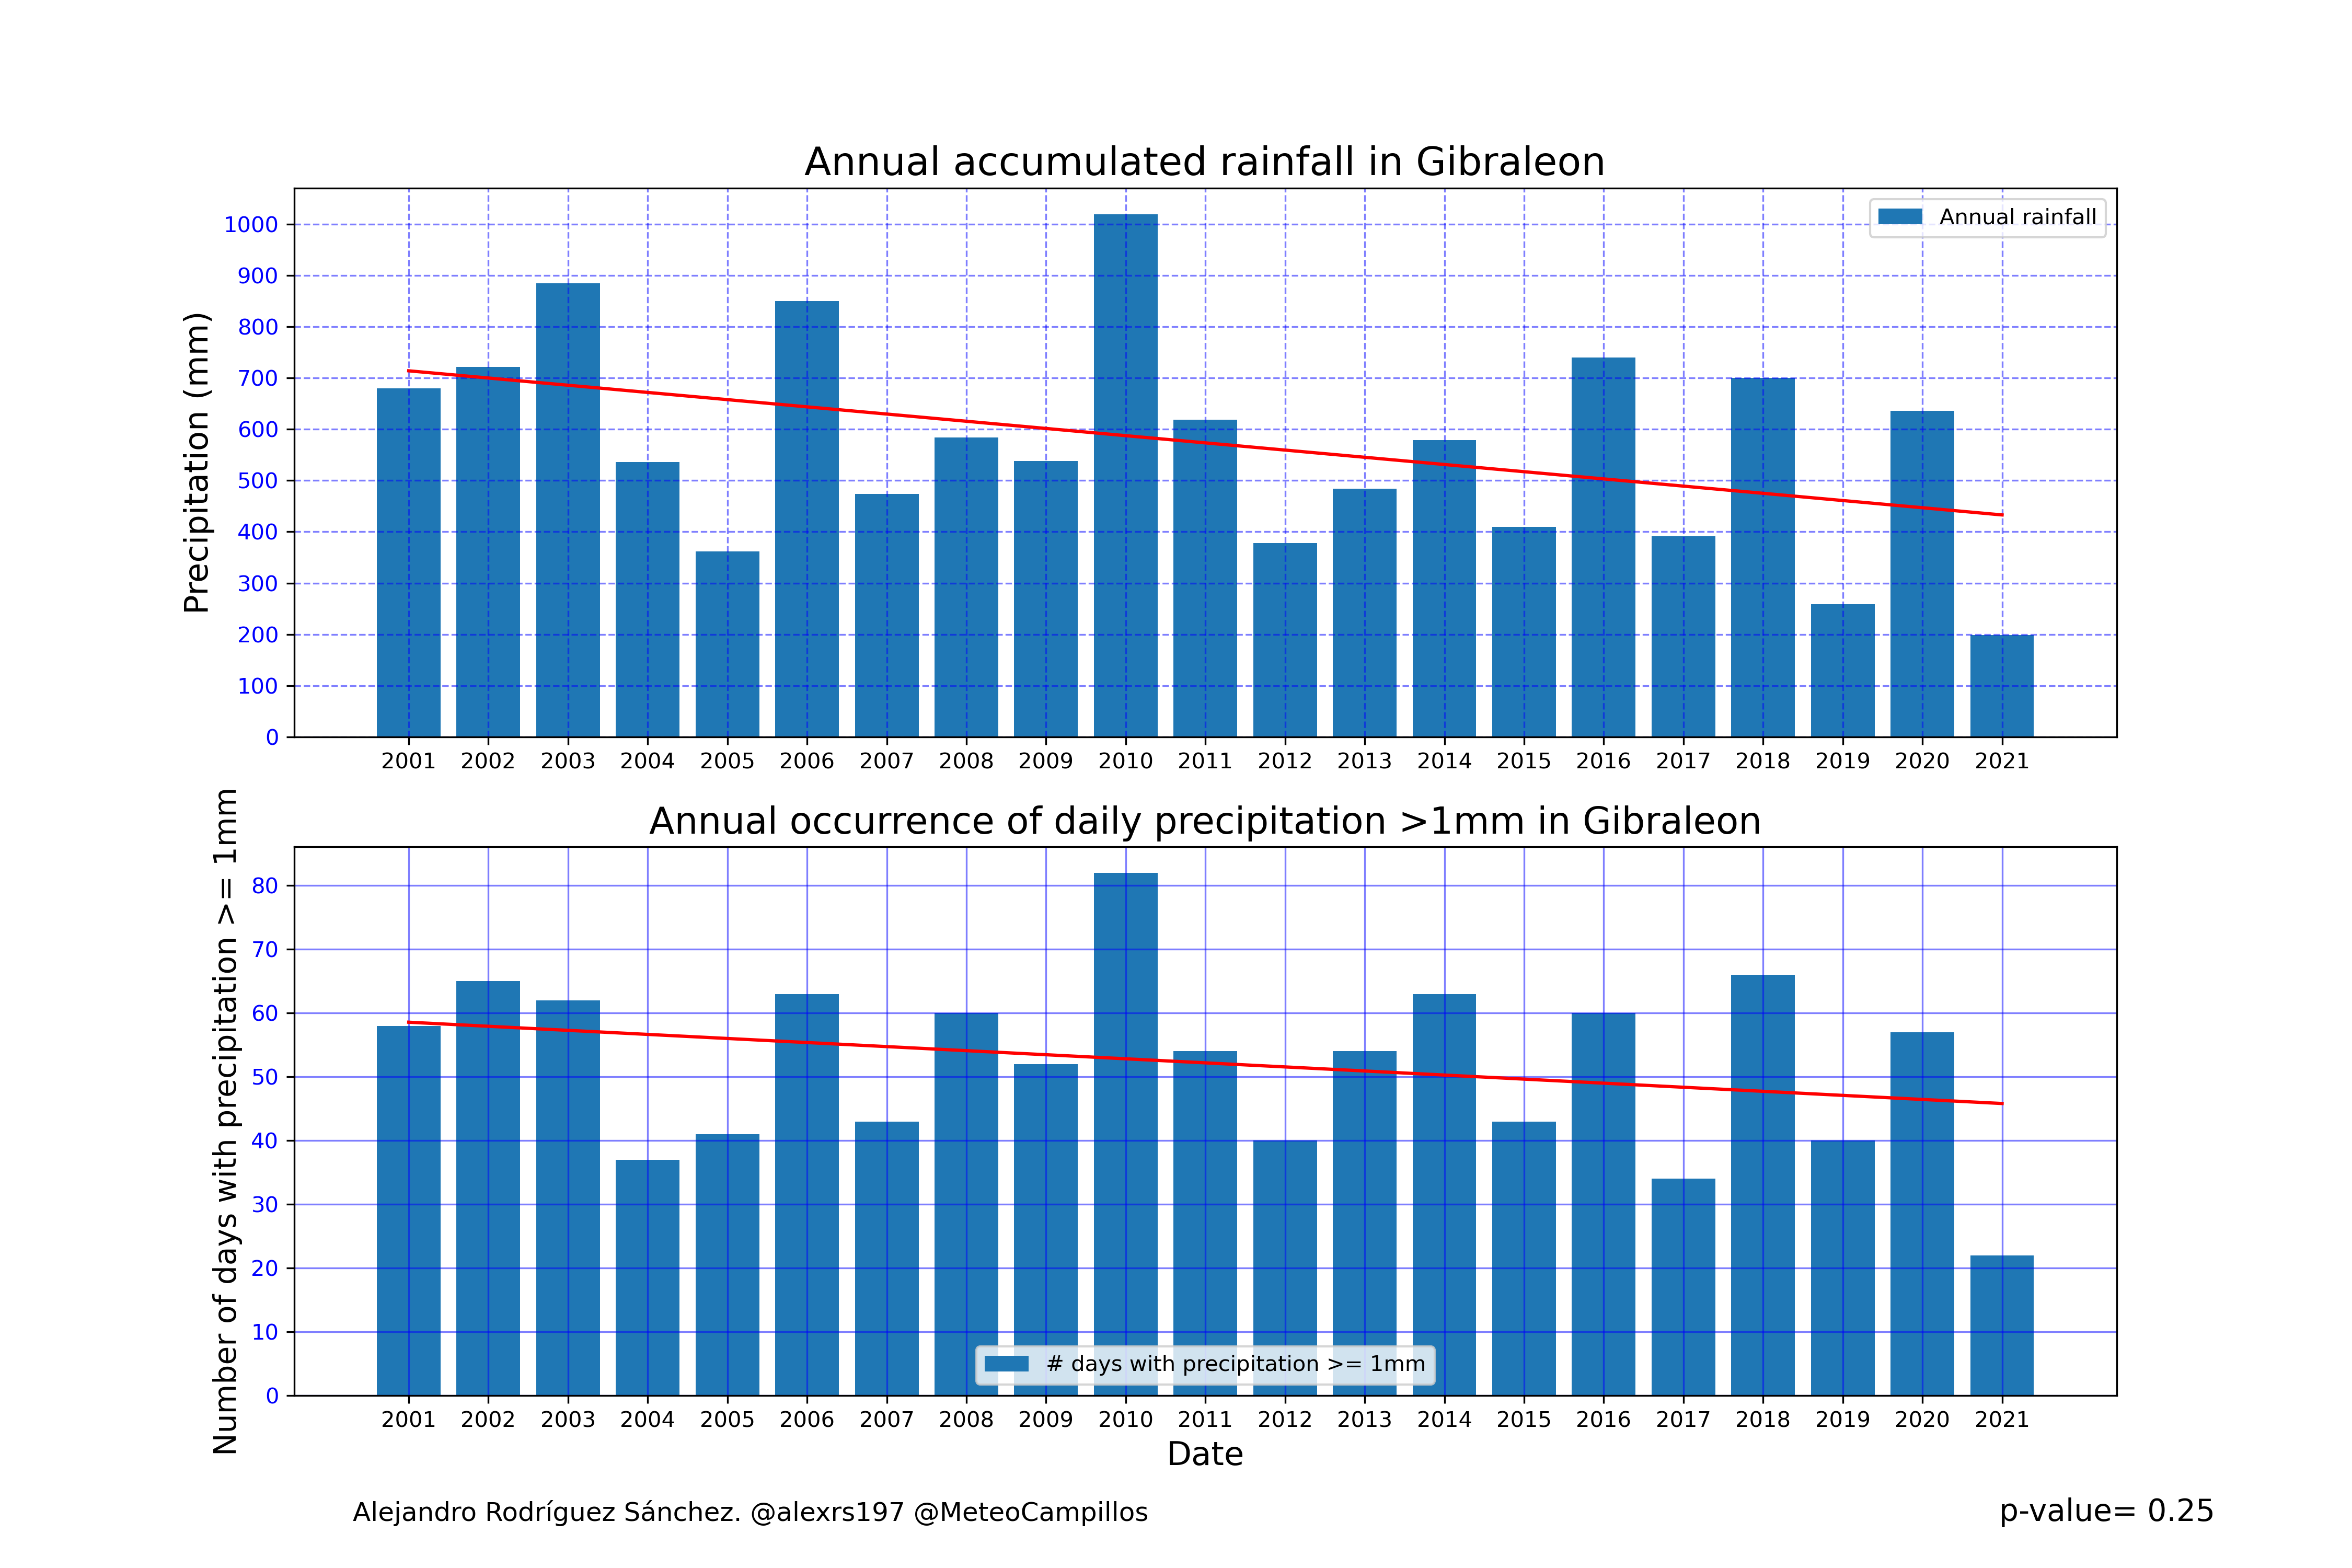 Annual accumulated rainfall in Gibraleon
Precipitation (mm)
1000
900
800
700
600
500
400
300
200
100
0
Annual rainfall
2001 2002 2003 2004 2005 2006 2007 2008 2009 2010 2011 2012 2013 2014 2015 2016 2017 2018 2019 2020 2021
Annual occurrence of daily precipitation >1mm in Gibraleon
Number of days with precipitation >= 1mm
80
70
60
50
40
30
20
10
0
# days with precipitation >= 1mm
2001 2002 2003 2004 2005 2006 2007 2008 2009 2010 2011 2012 2013 2014 2015 2016 2017 2018 2019 2020 2021
Date
Alejandro Rodríguez Sánchez. @alexrs197 @MeteoCampillos
p-value= 0.25